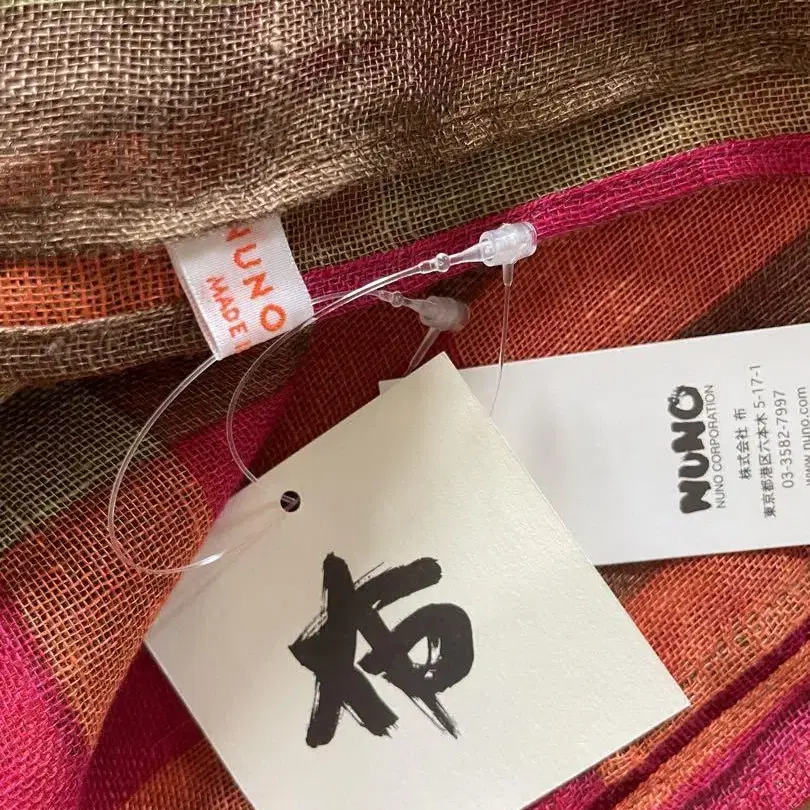 NUNO
MADE I
布
NUNO
NUNO CORPORATION
株式会社 布
東京都港区六本木 5-17-1
03-3582-7997
www.nuno.com